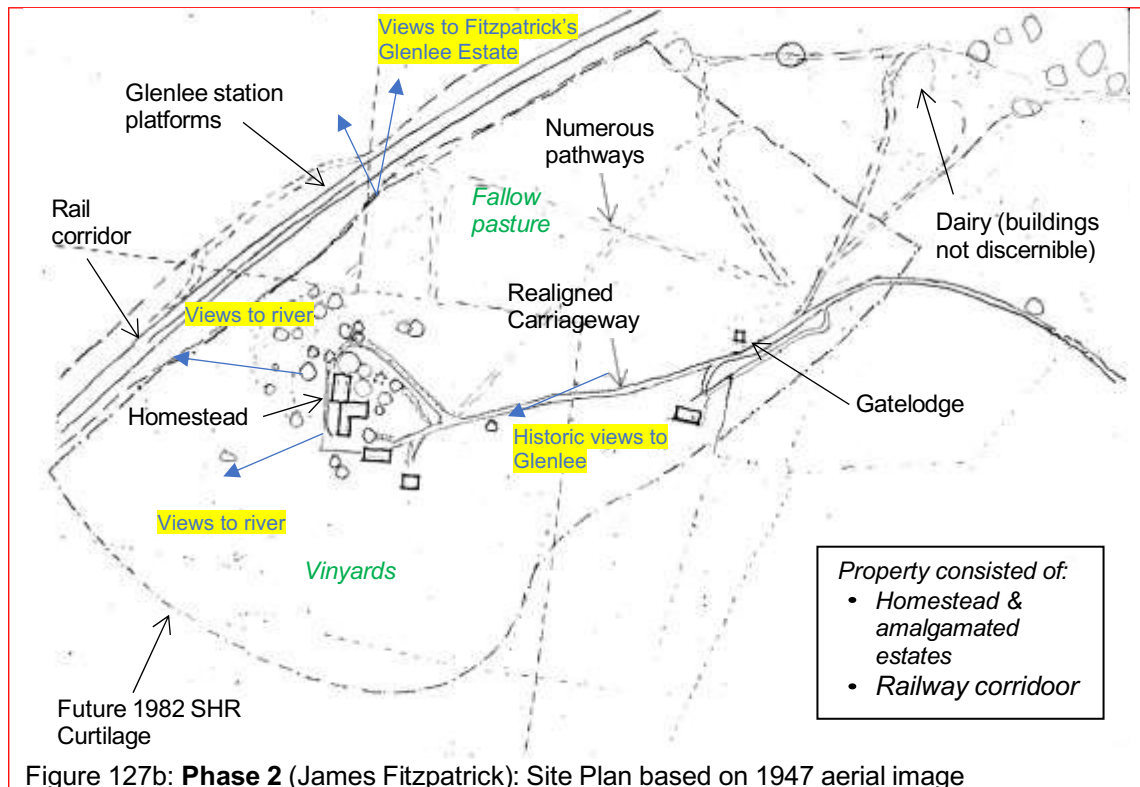 Views to Fitzpatrick's
Glenlee Estate
Glenlee station
platforms
Numerous
pathways
Fallow
pasture
Rail
corridor
Dairy (buildings
not discernible)
Realigned
Carriageway
Views to river
Homestead
Gatelodge
Historic views to
Glenlee
Views to river
Vinyards
Property consisted of:
• Homestead &
amalgamated
estates
• Railway corridoor
Future 1982 SHR
Curtilage
Figure 127b: Phase 2 (James Fitzpatrick): Site Plan based on 1947 aerial image